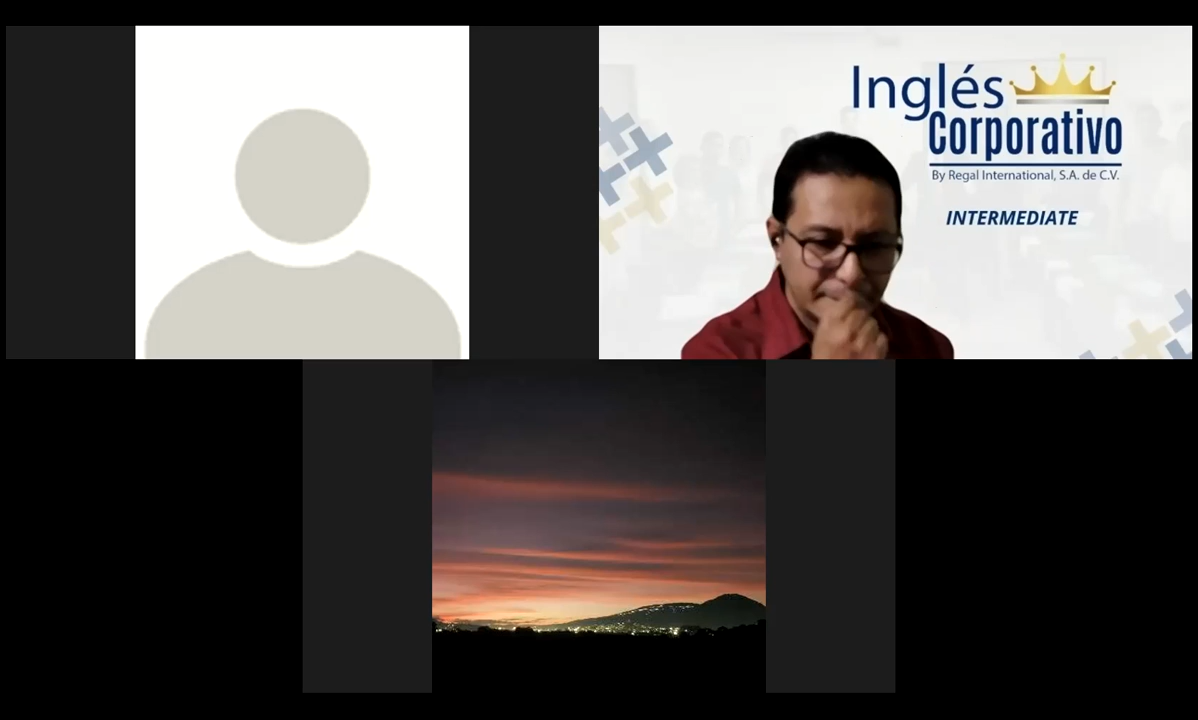 Inglés
Corporativo
By Regal International, S.A. de C.V.
INTERMEDIATE